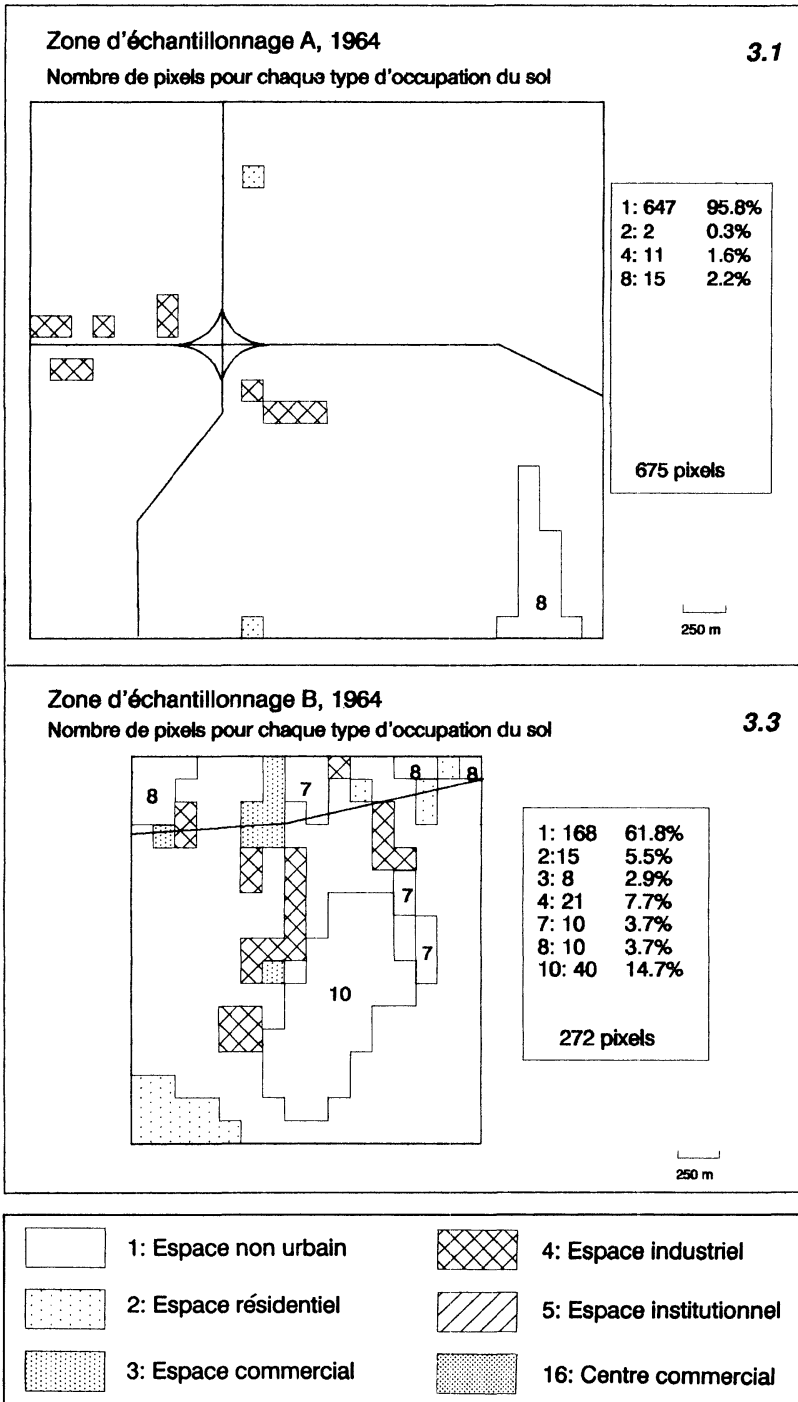 Zone d'échantillonnage A, 1964
3.1
Nombre de pixels pour chaque type d'occupation du sol
1: 647 95.8%
2: 2 0.3%
4: 11 1.6%
8: 15 2.2%
675 pixels
8
250 m
Zone d'échantillonnage B, 1964
3.3
Nombre de pixels pour chaque type d'occupation du sol
8
7
8
8
7
7
10
1: 168 61.8%
2:15 5.5%
3: 8 2.9%
4: 21 7.7%
7: 10 3.7%
8: 10 3.7%
10: 40 14.7%
272 pixels
250 m
1: Espace non urbain
4: Espace industriel
2: Espace résidentiel
5: Espace institutionnel
3: Espace commercial
16: Centre commercial